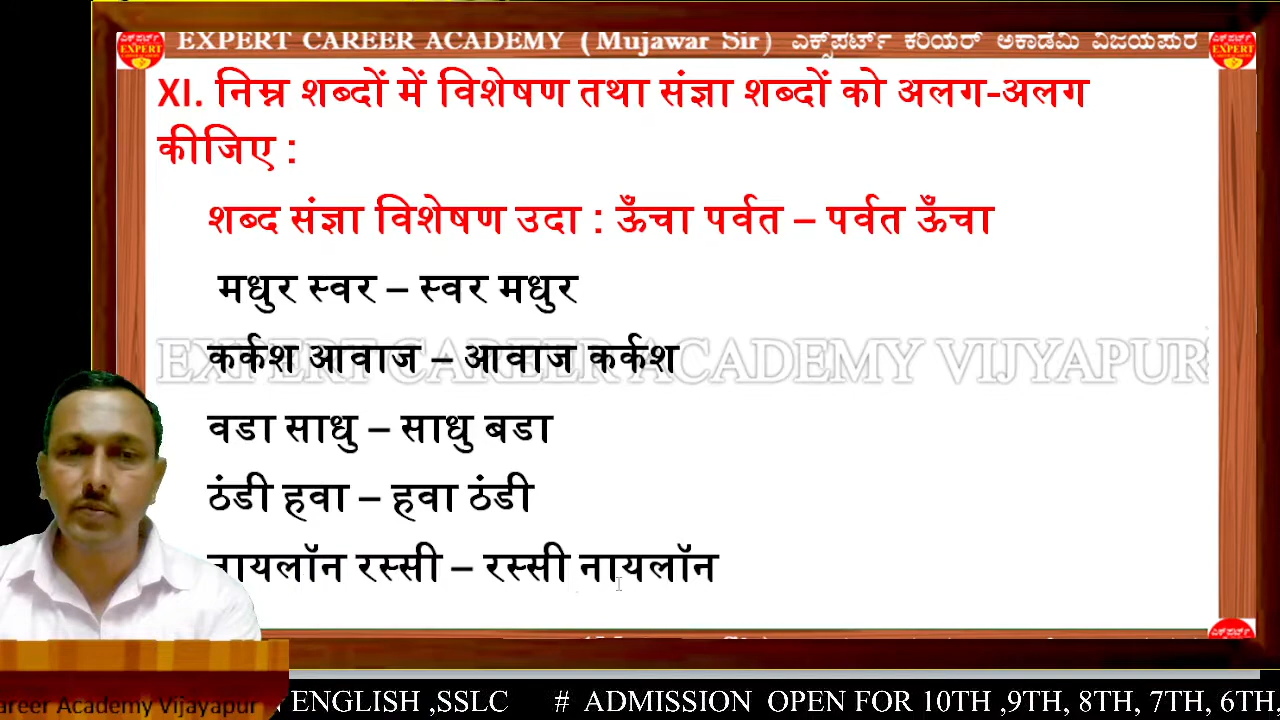 EXPERT CAREER ACADEMY (Mujawar Sir) ಎಕ್ಸ್‌ಪರ್ಟ್ ಕರಿಯರ್ ಅಕಾಡೆಮಿ ವಿಜಯಪುರ
EXPERT
XI. निम्न शब्दों में विशेषण तथा संज्ञा शब्दों को अलग-अलग
कीजिए :
शब्द संज्ञा विशेषण उदा : ऊँचा पर्वत – पर्वत ऊँचा
मधुर स्वर – स्वर मधुर
कर्कश आवाज – आवाज कर्कश
EXPERT CAREER ACADEMY VIJYAPUR
वडा साधु – साधु बडा
ठंडी हवा – हवा ठंडी
नायलॉन रस्सी – रस्सी नायलॉन
ENGLISH ,SSLC # ADMISSION OPEN FOR 10TH ,9TH, 8TH, 7TH, 6TH,
Career Academy Vijayapur